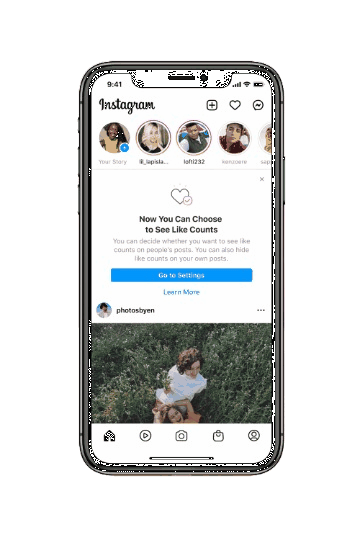 9:41
Instagram
Your Story
lil_lapisla...
lofti232
kenzoere
sap
Now You Can Choose
to See Like Counts
You can decide whether you want to see like
counts on people's posts. You can also hide
like counts on your own posts.
Go to Settings
Learn More
photosbyen